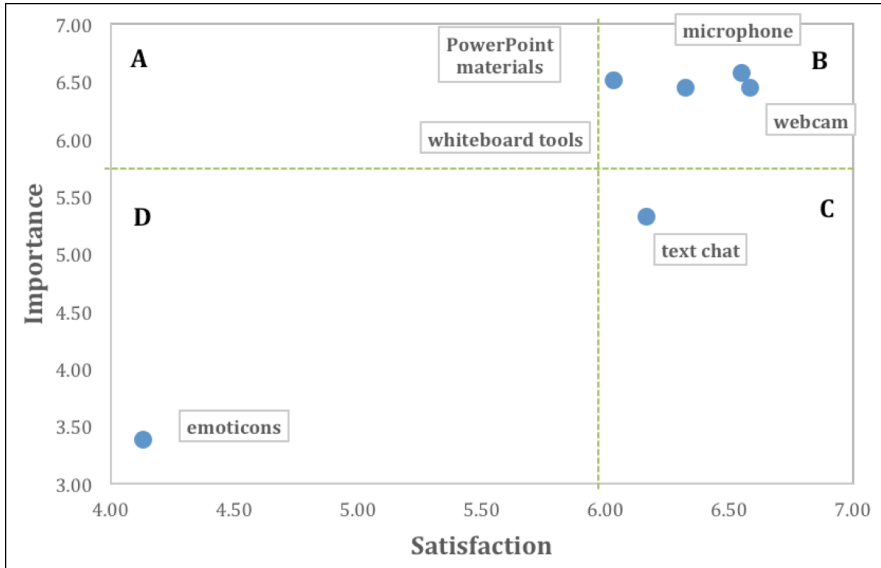 7.00
6.50
6.00
5.50
5.00
4.50
4.00
3.50
3.00
Importance
A
PowerPoint
materials
microphone
B
webcam
whiteboard tools
D
C
text chat
emoticons
4.00 4.50 5.00 5.50 6.00 6.50 7.00
Satisfaction